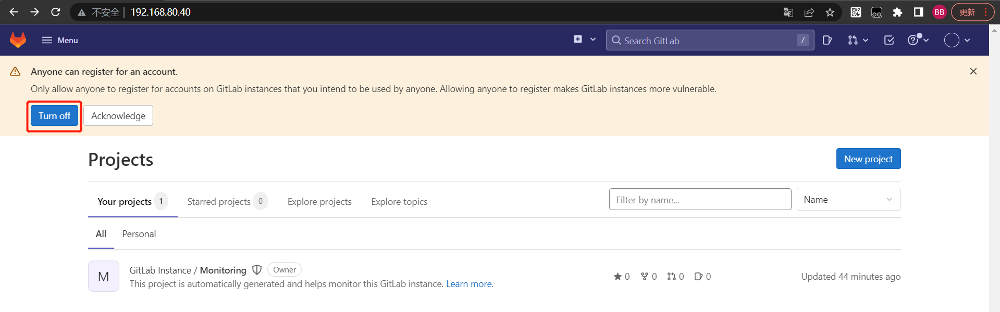 不安全 | 192.168.80.40
BB
更新
Menu
Search GitLab
/
Anyone can register for an account.
Only allow anyone to register for accounts on GitLab instances that you intend to be used by anyone. Allowing anyone to register makes GitLab instances more vulnerable.
Turn off
Acknowledge
Projects
New project
Your projects 1
Starred projects 0
Explore projects
Explore topics
Filter by name...
Name
All
Personal
M
GitLab Instance / Monitoring
Owner
This project is automatically generated and helps monitor this GitLab instance. Learn more.
0 0 0 0
Updated 44 minutes ago